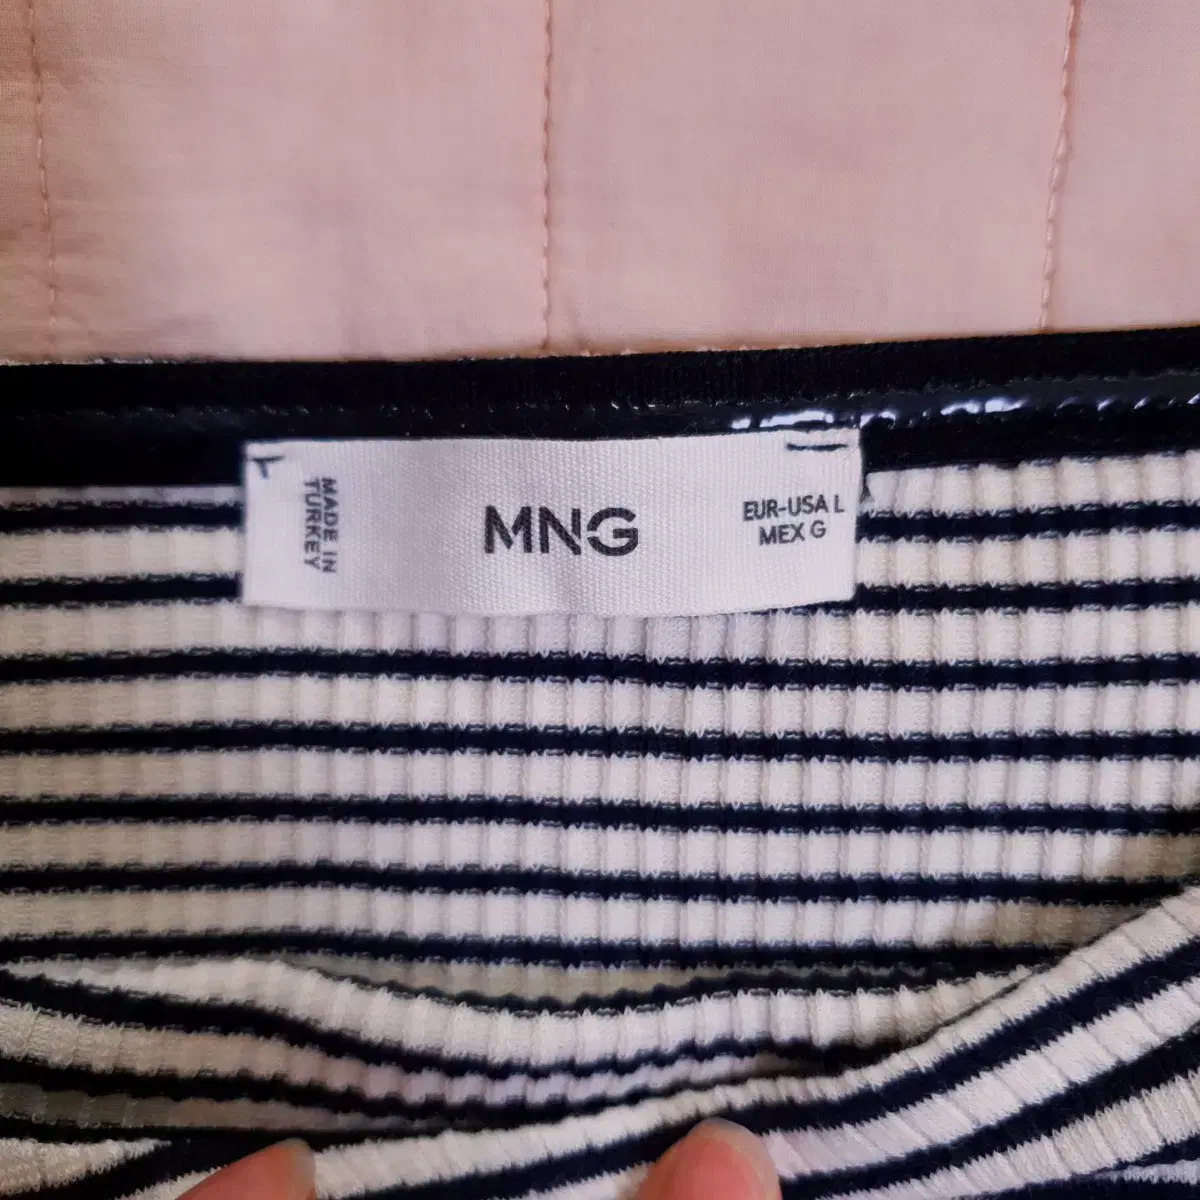 MADE IN
TURKEY
MNG
EUR-USA L
MEX G